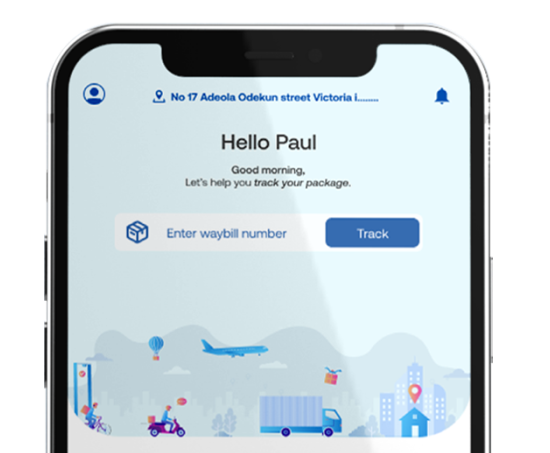 No 17 Adeola Odekun street Victoria i........
Hello Paul
Good morning,
Let's help you track your package.
Enter waybill number
Track